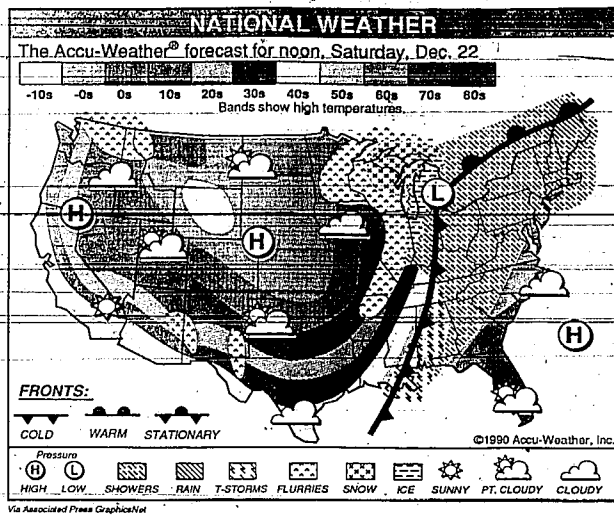 NATIONAL WEATHER
The Accu-Weather® forecast for noon, Saturday, Dec. 22
-10s -0s 0s 10s 20s 30s 40s 50s 60s 70s 80s
Bands show high temperatures.
H
H
L
H
FRONTS:
COLD WARM STATIONARY
©1990 Accu-Weather, Inc.
Pressure
H L
HIGH LOW SHOWERS RAIN T-STORMS FLURRIES SNOW ICE SUNNY PT. CLOUDY CLOUDY
Via Associated Press GraphicsNet